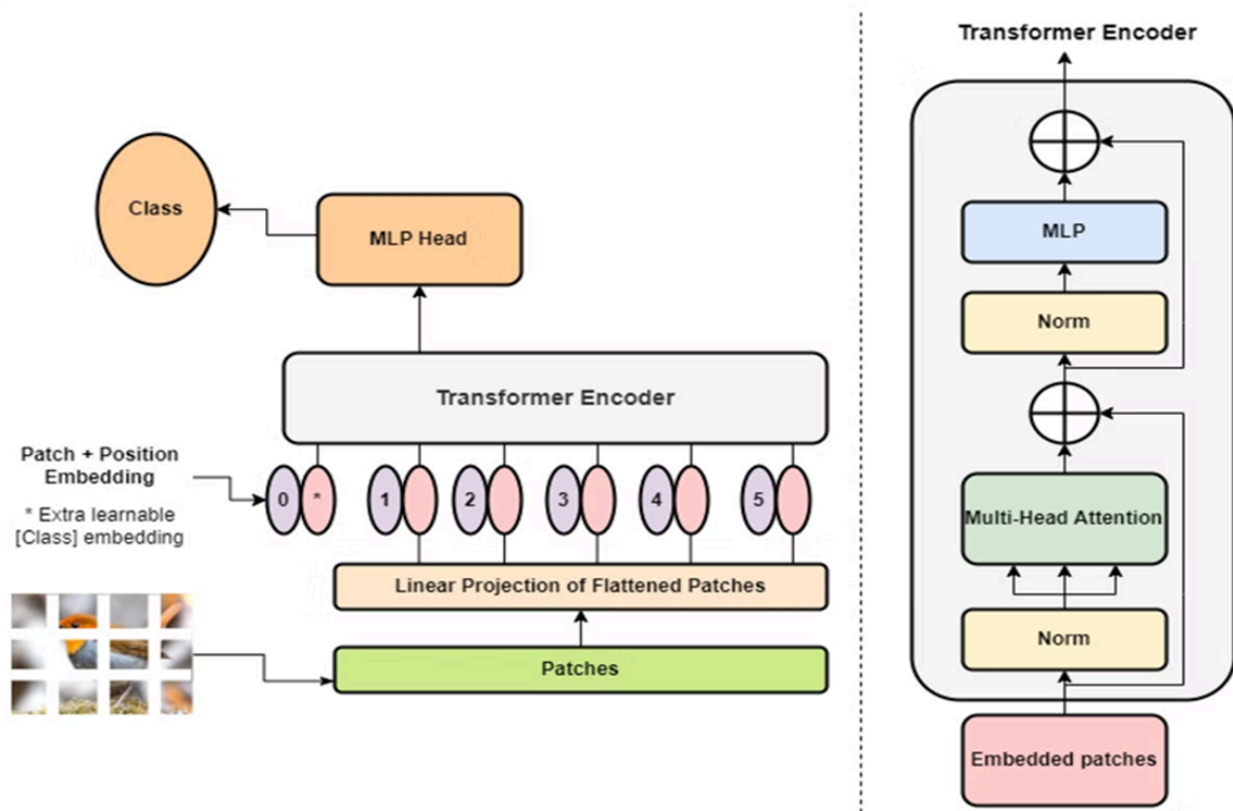 Transformer Encoder
Class
MLP Head
Transformer Encoder
Patch + Position
Embedding
* Extra learnable
[Class] embedding
0 * 1 2 3 4 5
Linear Projection of Flattened Patches
Patches
MLP
Norm
Multi-Head Attention
Norm
Embedded patches